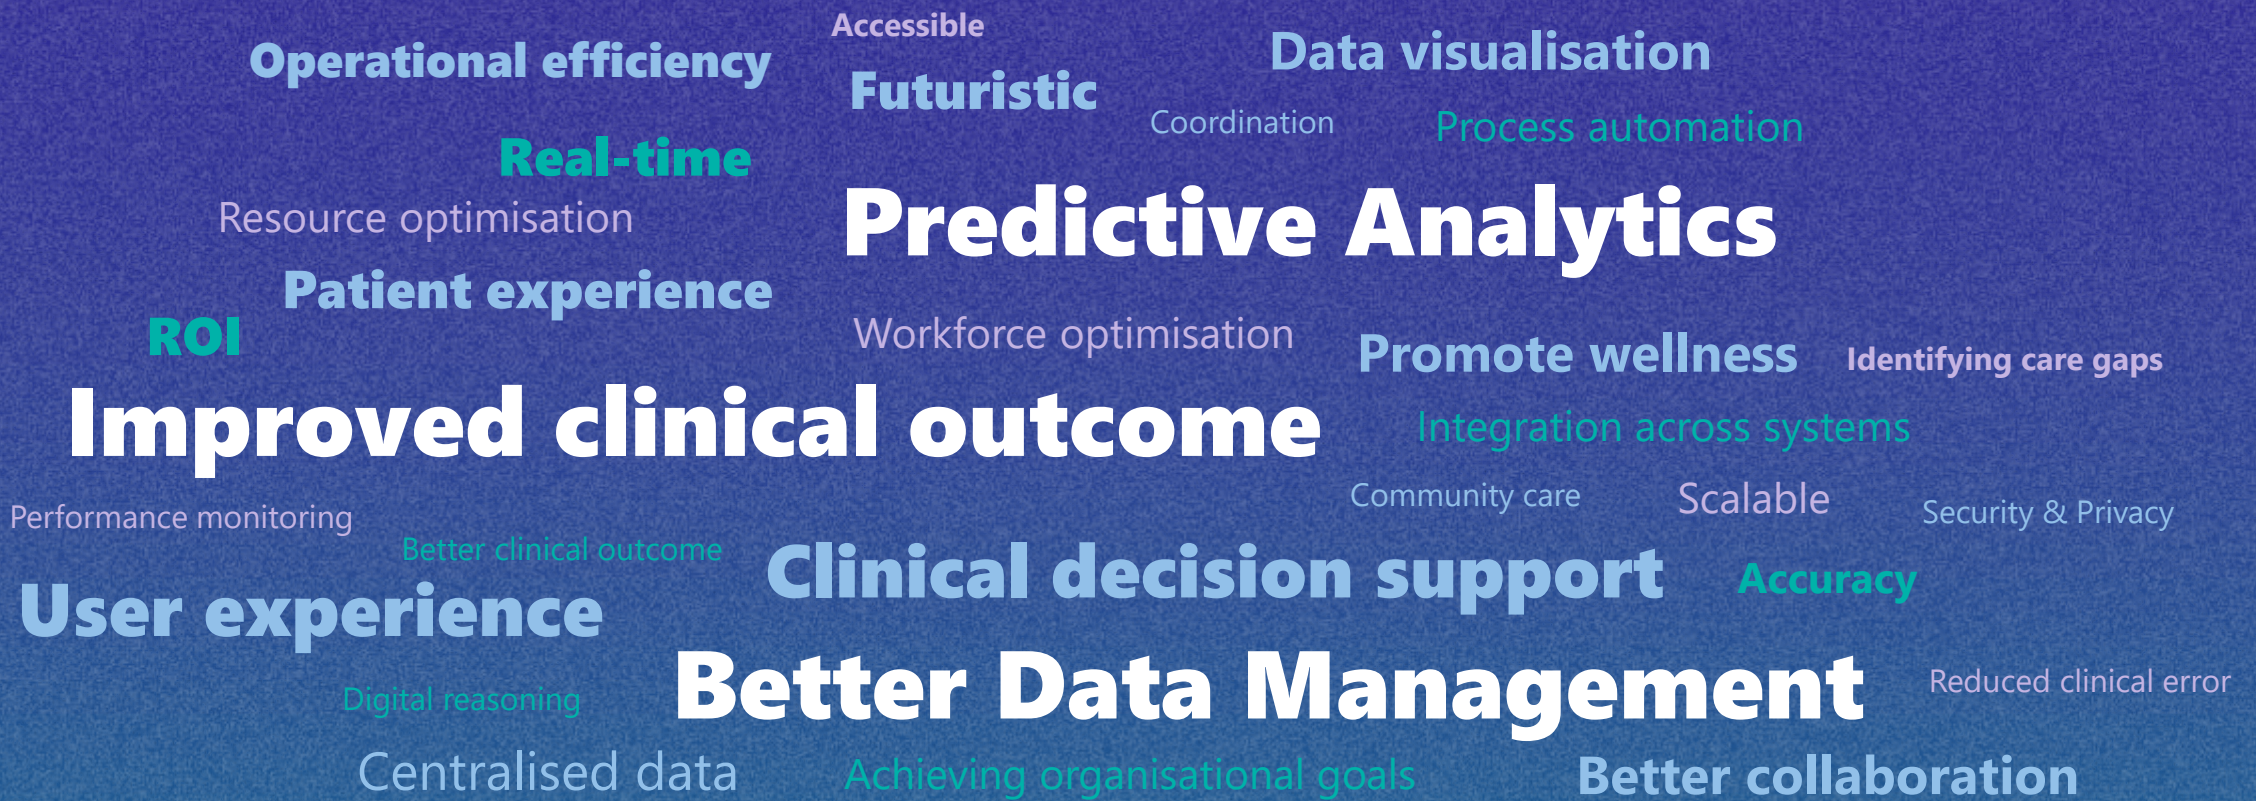 Accessible
Operational efficiency
Data visualisation
Futuristic
Coordination
Process automation
Real-time
Resource optimisation
Predictive Analytics
Patient experience
ROI
Workforce optimisation
Promote wellness
Identifying care gaps
Improved clinical outcome
Integration across systems
Community care
Scalable
Security & Privacy
Performance monitoring
Better clinical outcome
Clinical decision support
Accuracy
User experience
Better Data Management
Reduced clinical error
Digital reasoning
Centralised data
Achieving organisational goals
Better collaboration